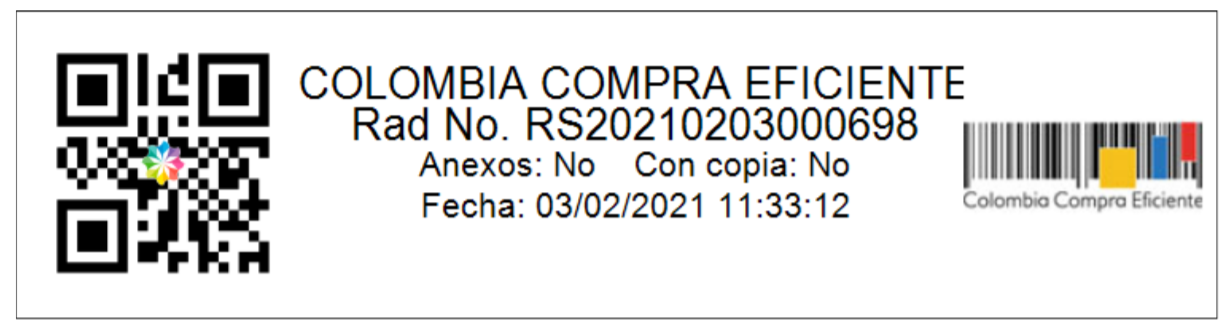 COLOMBIA COMPRA EFICIENTE
Rad No. RS20210203000698
Anexos: No Con copia: No
Fecha: 03/02/2021 11:33:12
Colombia Compra Eficiente